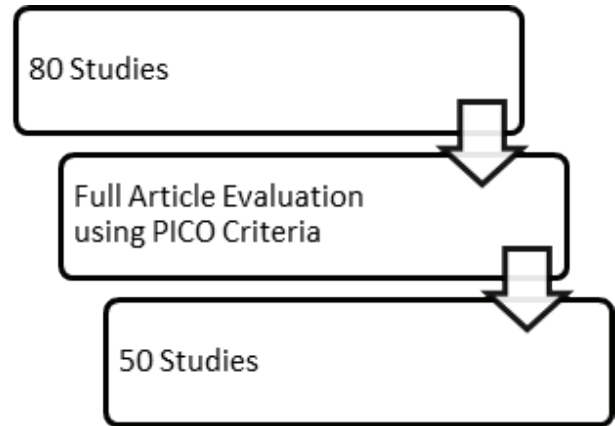 80 Studies
Full Article Evaluation
using PICO Criteria
50 Studies